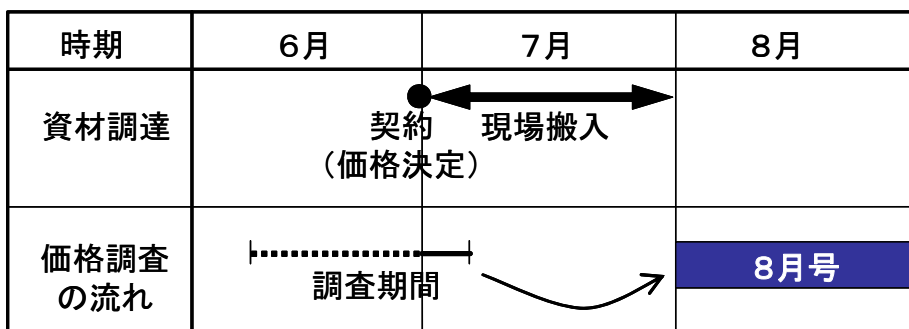 時期
6月
7月
8月
資材調達
契約
(価格決定)
現場搬入
価格調査
の流れ
調査期間
8月号